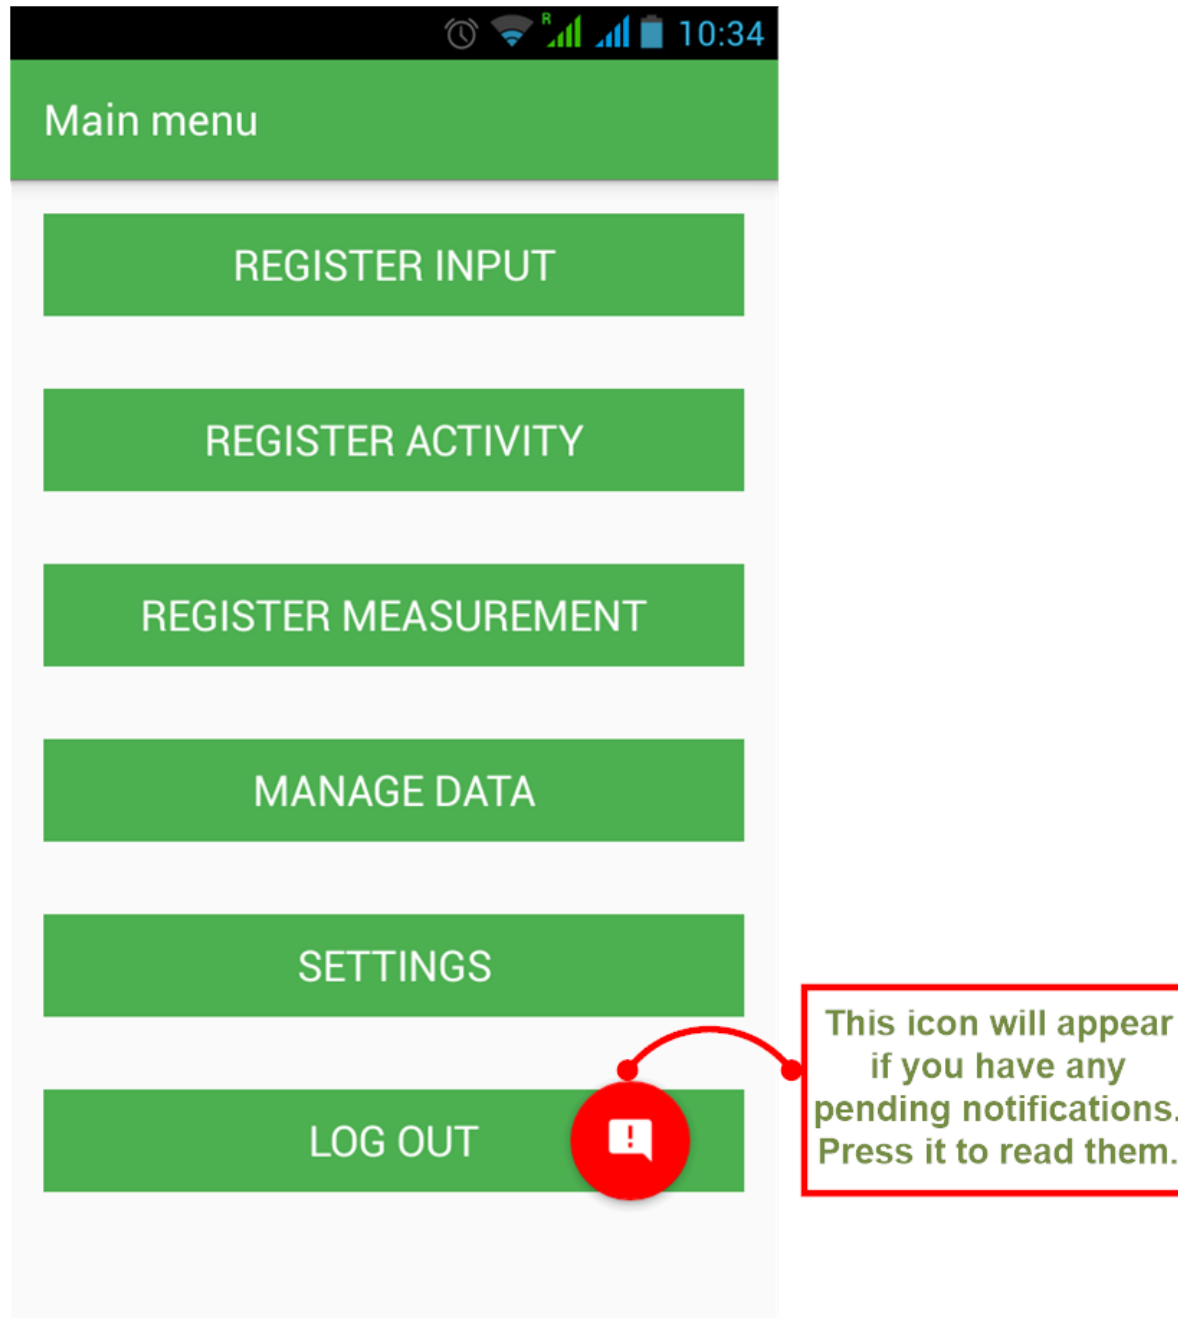 R
10:34
Main menu
REGISTER INPUT
REGISTER ACTIVITY
REGISTER MEASUREMENT
MANAGE DATA
SETTINGS
LOG OUT
!
This icon will appear
if you have any
pending notifications.
Press it to read them.